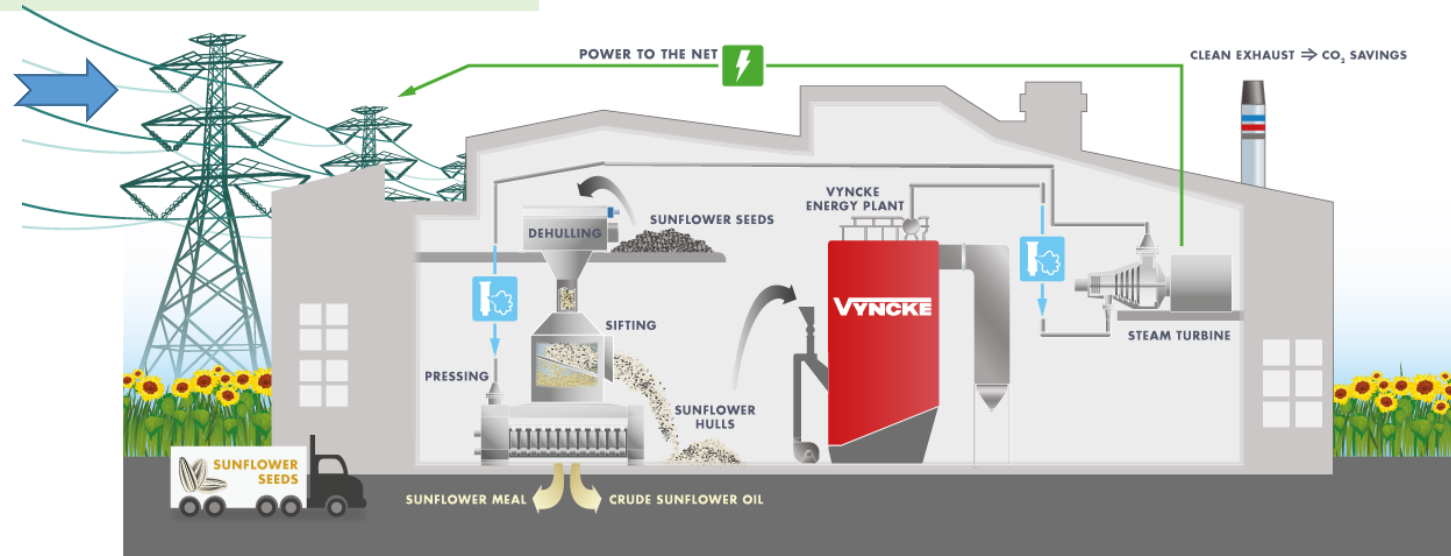 POWER TO THE NET
CLEAN EXHAUST ⇒ CO₂ SAVINGS
VYNCKE
ENERGY PLANT
SUNFLOWER SEEDS
DEHULLING
VYNCKE
SIFTING
STEAM TURBINE
PRESSING
SUNFLOWER
HULLS
SUNFLOWER
SEEDS
SUNFLOWER MEAL
CRUDE SUNFLOWER OIL